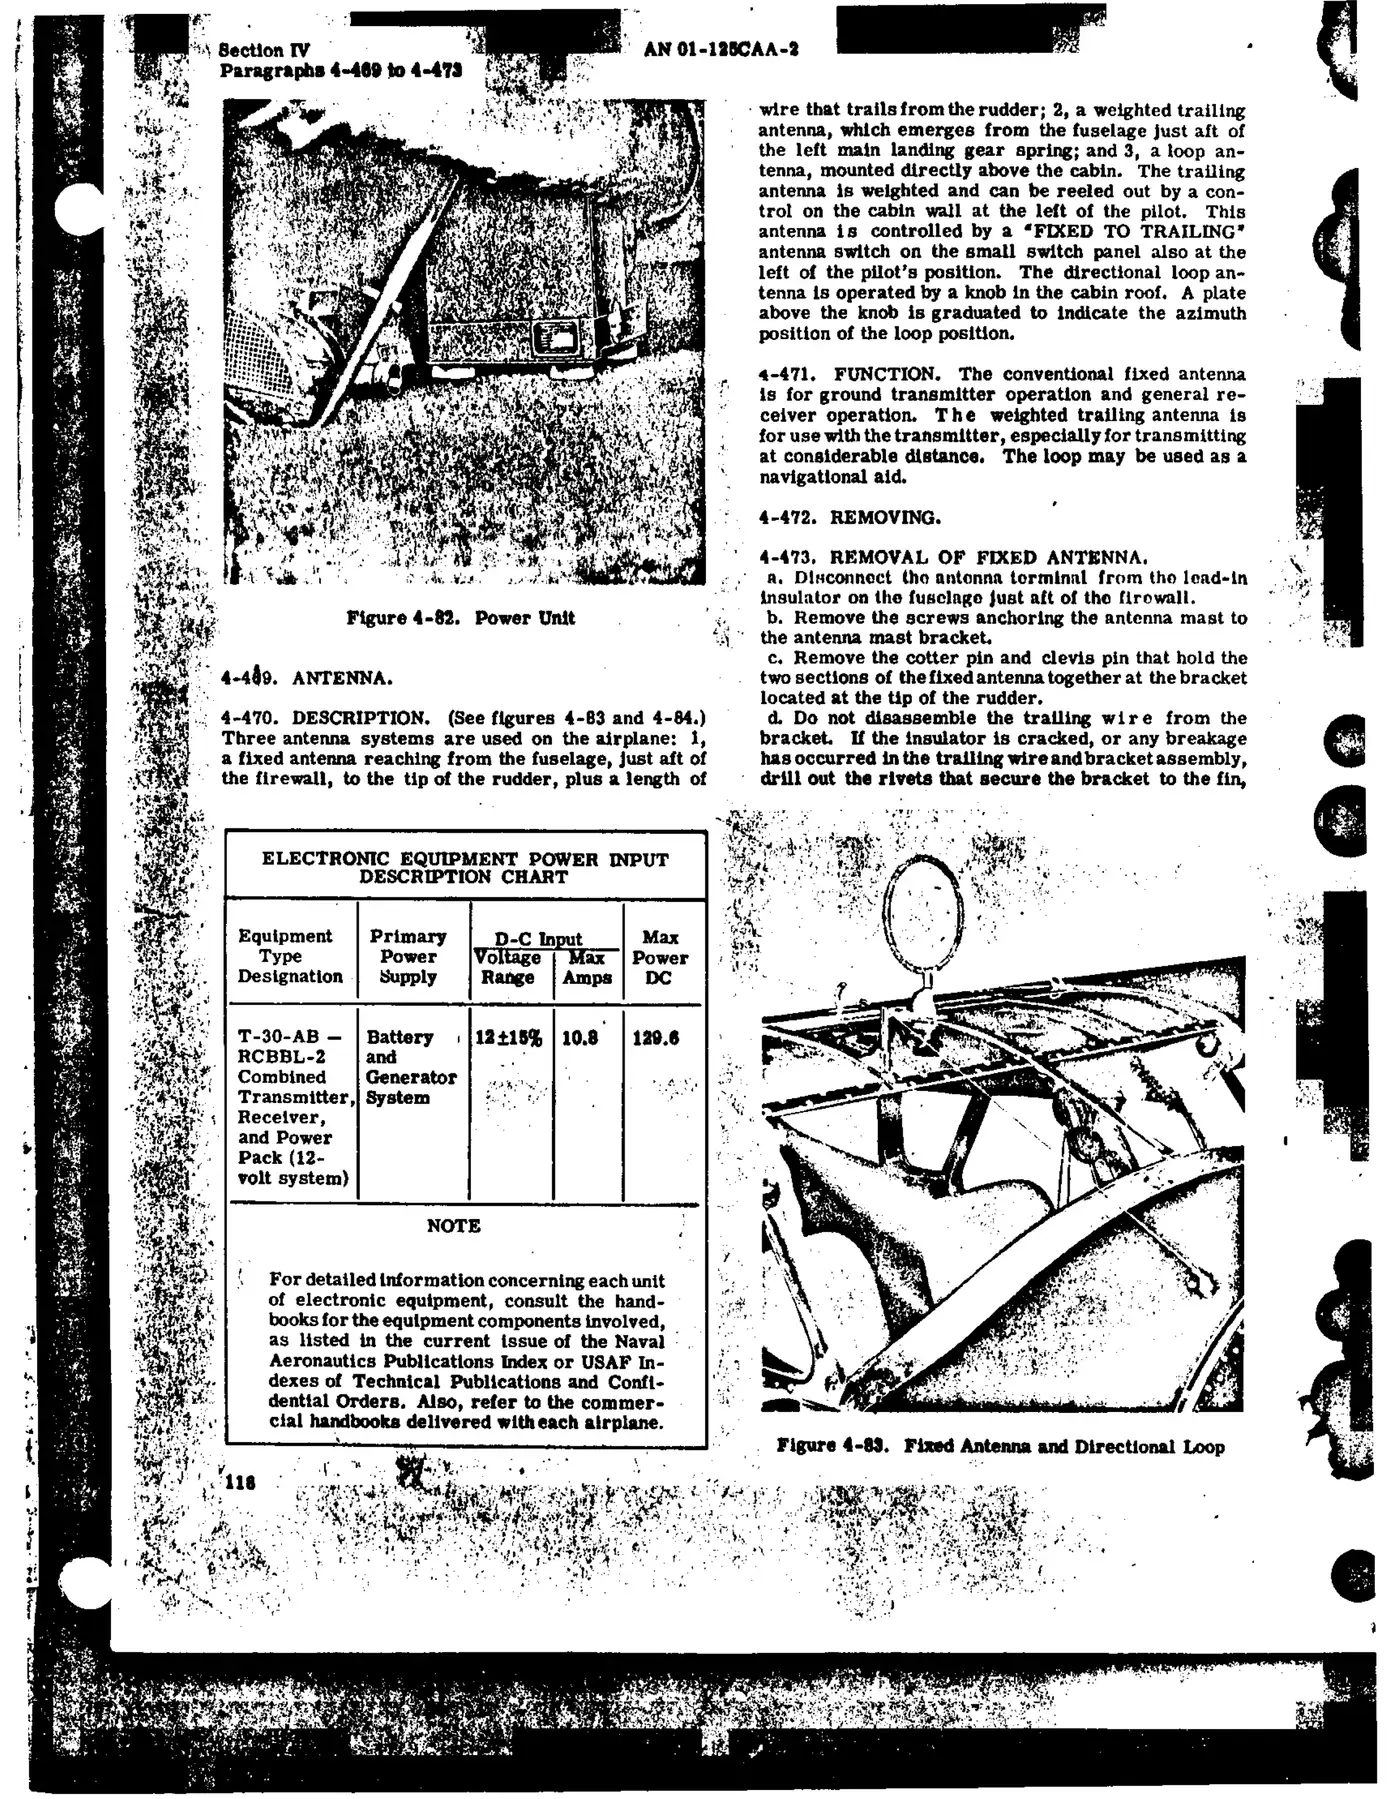 Section IV
Paragraphs 4-469 to 4-473
AN 01-125CAA-2
Figure 4-82. Power Unit
4-469. ANTENNA.
4-470. DESCRIPTION. (See figures 4-83 and 4-84.)
Three antenna systems are used on the airplane: 1,
a fixed antenna reaching from the fuselage, just aft of
the firewall, to the tip of the rudder, plus a length of
wire that trails from the rudder; 2, a weighted trailing
antenna, which emerges from the fuselage just aft of
the left main landing gear spring; and 3, a loop an-
tenna, mounted directly above the cabin. The trailing
antenna is weighted and can be reeled out by a con-
trol on the cabin wall at the left of the pilot. This
antenna is controlled by a "FIXED TO TRAILING"
antenna switch on the small switch panel also at the
left of the pilot's position. The directional loop an-
tenna is operated by a knob in the cabin roof. A plate
above the knob is graduated to indicate the azimuth
position of the loop position.
4-471. FUNCTION. The conventional fixed antenna
is for ground transmitter operation and general re-
ceiver operation. The weighted trailing antenna is
for use with the transmitter, especially for transmitting
at considerable distance. The loop may be used as a
navigational aid.
4-472. REMOVING.
4-473. REMOVAL OF FIXED ANTENNA.
a. Disconnect the antenna terminal from the lead-in
insulator on the fuselage just aft of the firewall.
b. Remove the screws anchoring the antenna mast to
the antenna mast bracket.
c. Remove the cotter pin and clevis pin that hold the
two sections of the fixed antenna together at the bracket
located at the tip of the rudder.
d. Do not disassemble the trailing wire from the
bracket. If the insulator is cracked, or any breakage
has occurred in the trailing wire and bracket assembly,
drill out the rivets that secure the bracket to the fin,
ELECTRONIC EQUIPMENT POWER INPUT
DESCRIPTION CHART
Equipment Type Designation
Primary Power Supply
D-C Input
Voltage Range
Max Amps
Max Power DC
T-30-AB — Battery 12±15% 10.8 129.6
RCBBL-2 and
Combined Generator
Transmitter, System
Receiver,
and Power
Pack (12-
volt system)
NOTE
For detailed information concerning each unit
of electronic equipment, consult the hand-
books for the equipment components involved,
as listed in the current issue of the Naval
Aeronautics Publications Index or USAF In-
dexes of Technical Publications and Confi-
dential Orders. Also, refer to the commer-
cial handbooks delivered with each airplane.
Figure 4-83. Fixed Antenna and Directional Loop
118